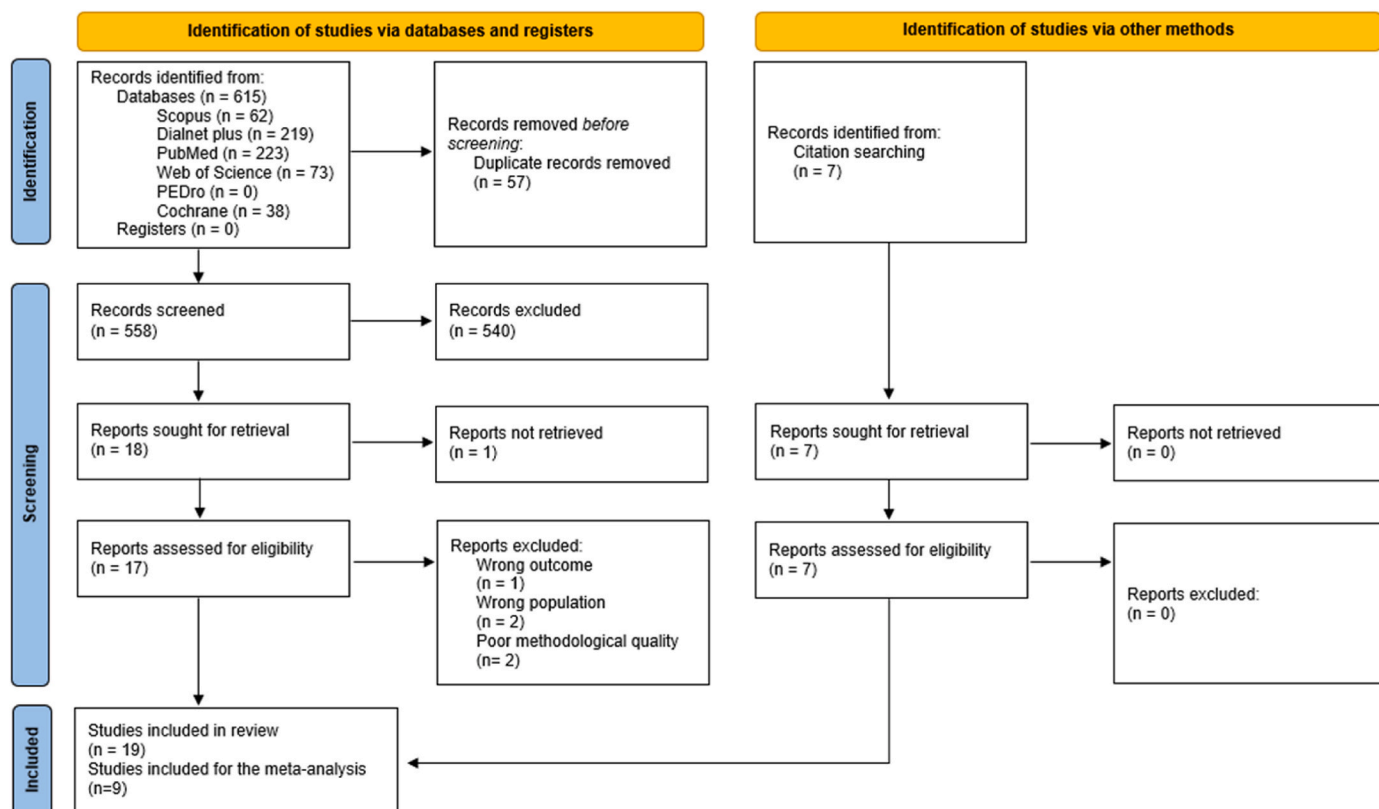 Identification of studies via databases and registers
Identification of studies via other methods
Identification
Records identified from:
Databases (n = 615)
Scopus (n = 62)
Dialnet plus (n = 219)
PubMed (n = 223)
Web of Science (n = 73)
PEDro (n = 0)
Cochrane (n = 38)
Registers (n = 0)
Records removed before
screening:
Duplicate records removed
(n = 57)
Records identified from:
Citation searching
(n = 7)
Screening
Records screened
(n = 558)
Records excluded
(n = 540)
Reports sought for retrieval
(n = 18)
Reports not retrieved
(n = 1)
Reports sought for retrieval
(n = 7)
Reports not retrieved
(n = 0)
Reports assessed for eligibility
(n = 17)
Reports excluded:
Wrong outcome
(n = 1)
Wrong population
(n = 2)
Poor methodological quality
(n= 2)
Reports assessed for eligibility
(n = 7)
Reports excluded:
(n = 0)
Included
Studies included in review
(n = 19)
Studies included for the meta-analysis
(n=9)